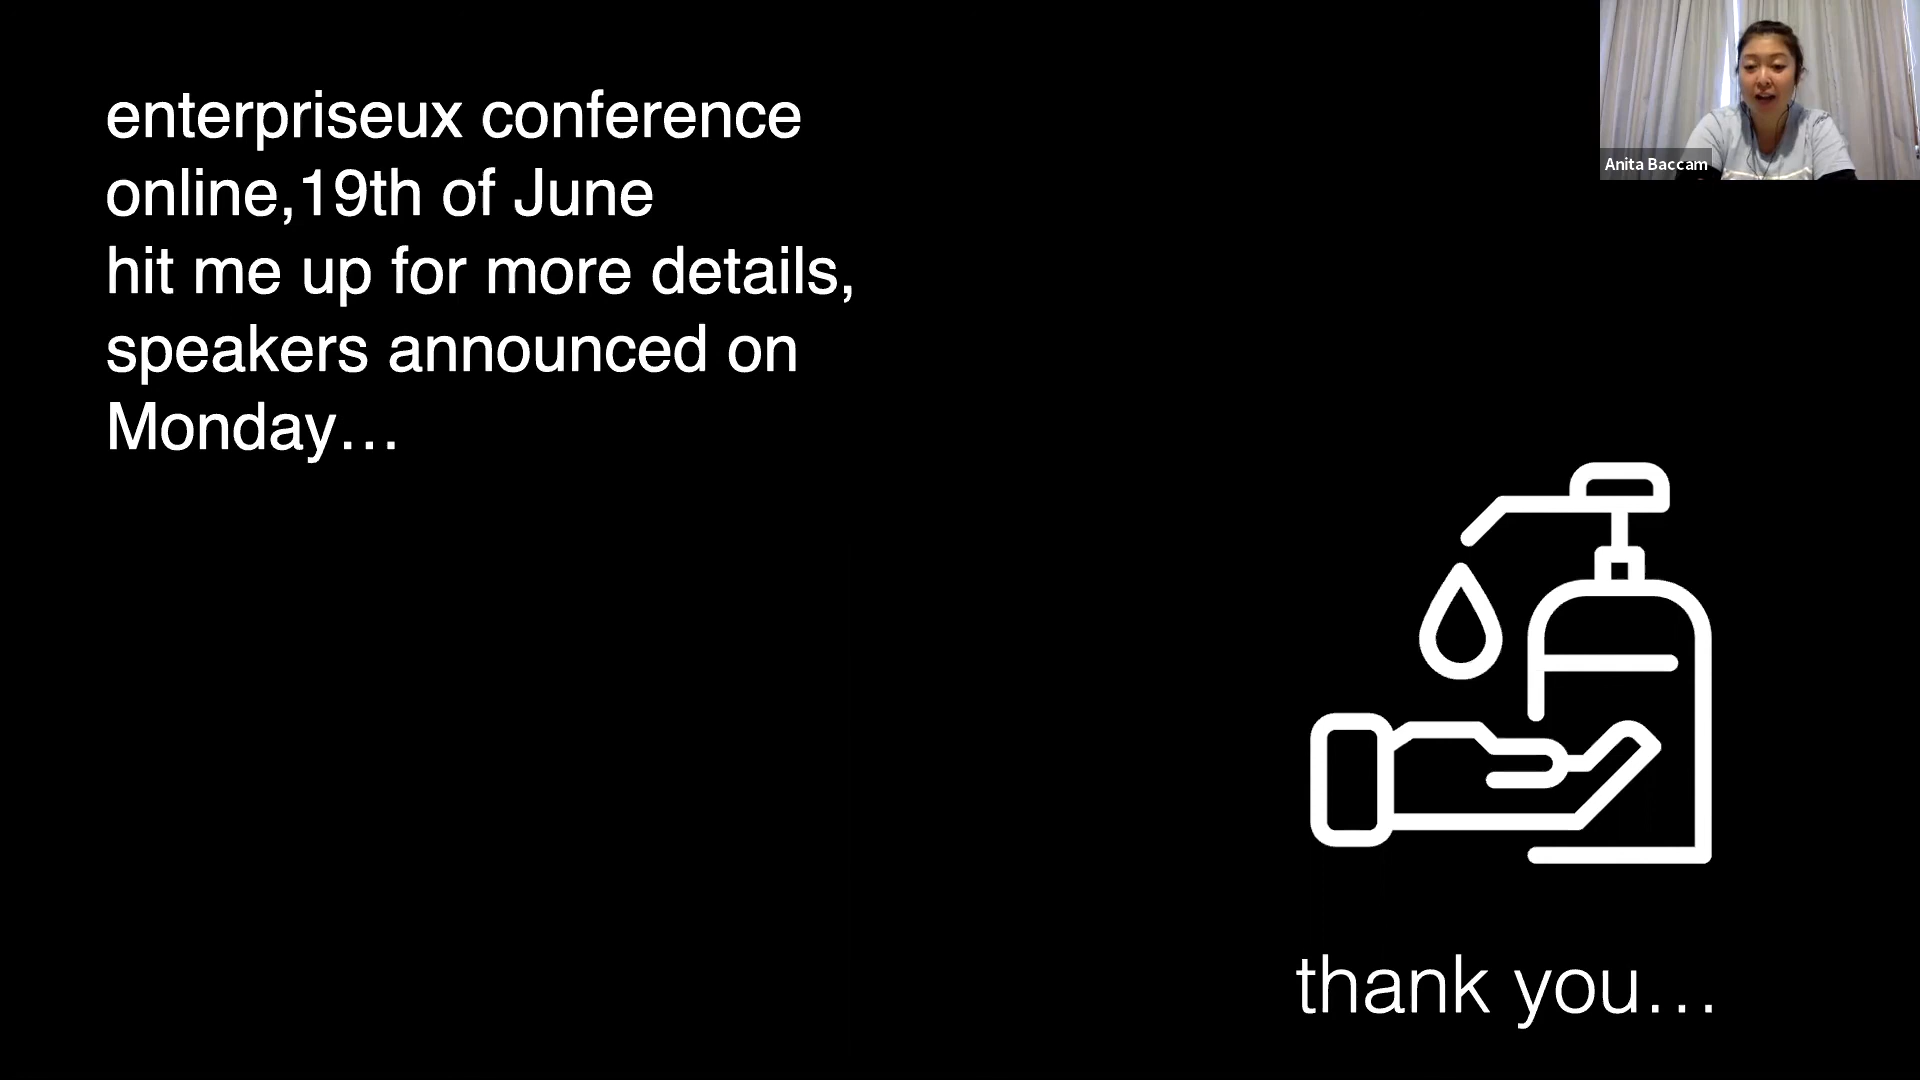 enterpriseux conference
online,19th of June
hit me up for more details,
speakers announced on
Monday…
Anita Baccam
thank you…